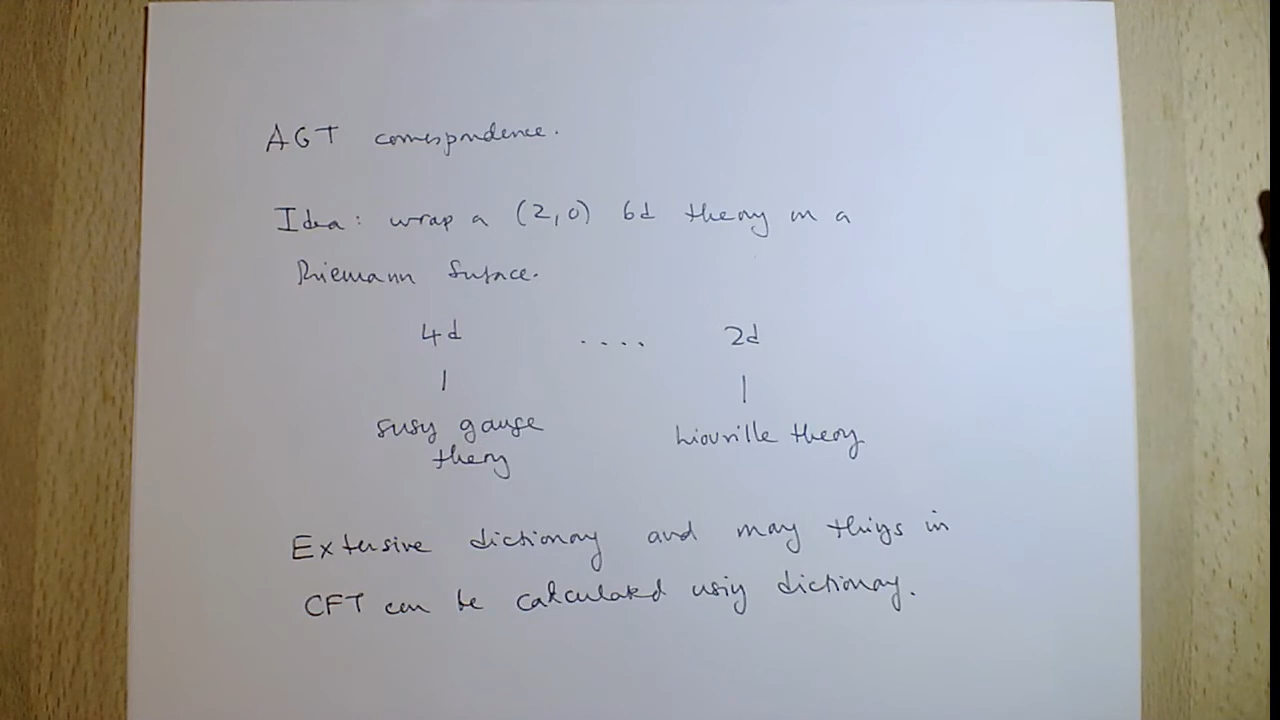 AGT correspondence.
Idea: wrap a (2,0) 6d theory on a
Riemann Surface.
4d .... 2d
susy gauge theory
Liouville theory
Extensive dictionary and many things in
CFT can be calculated using dictionary.